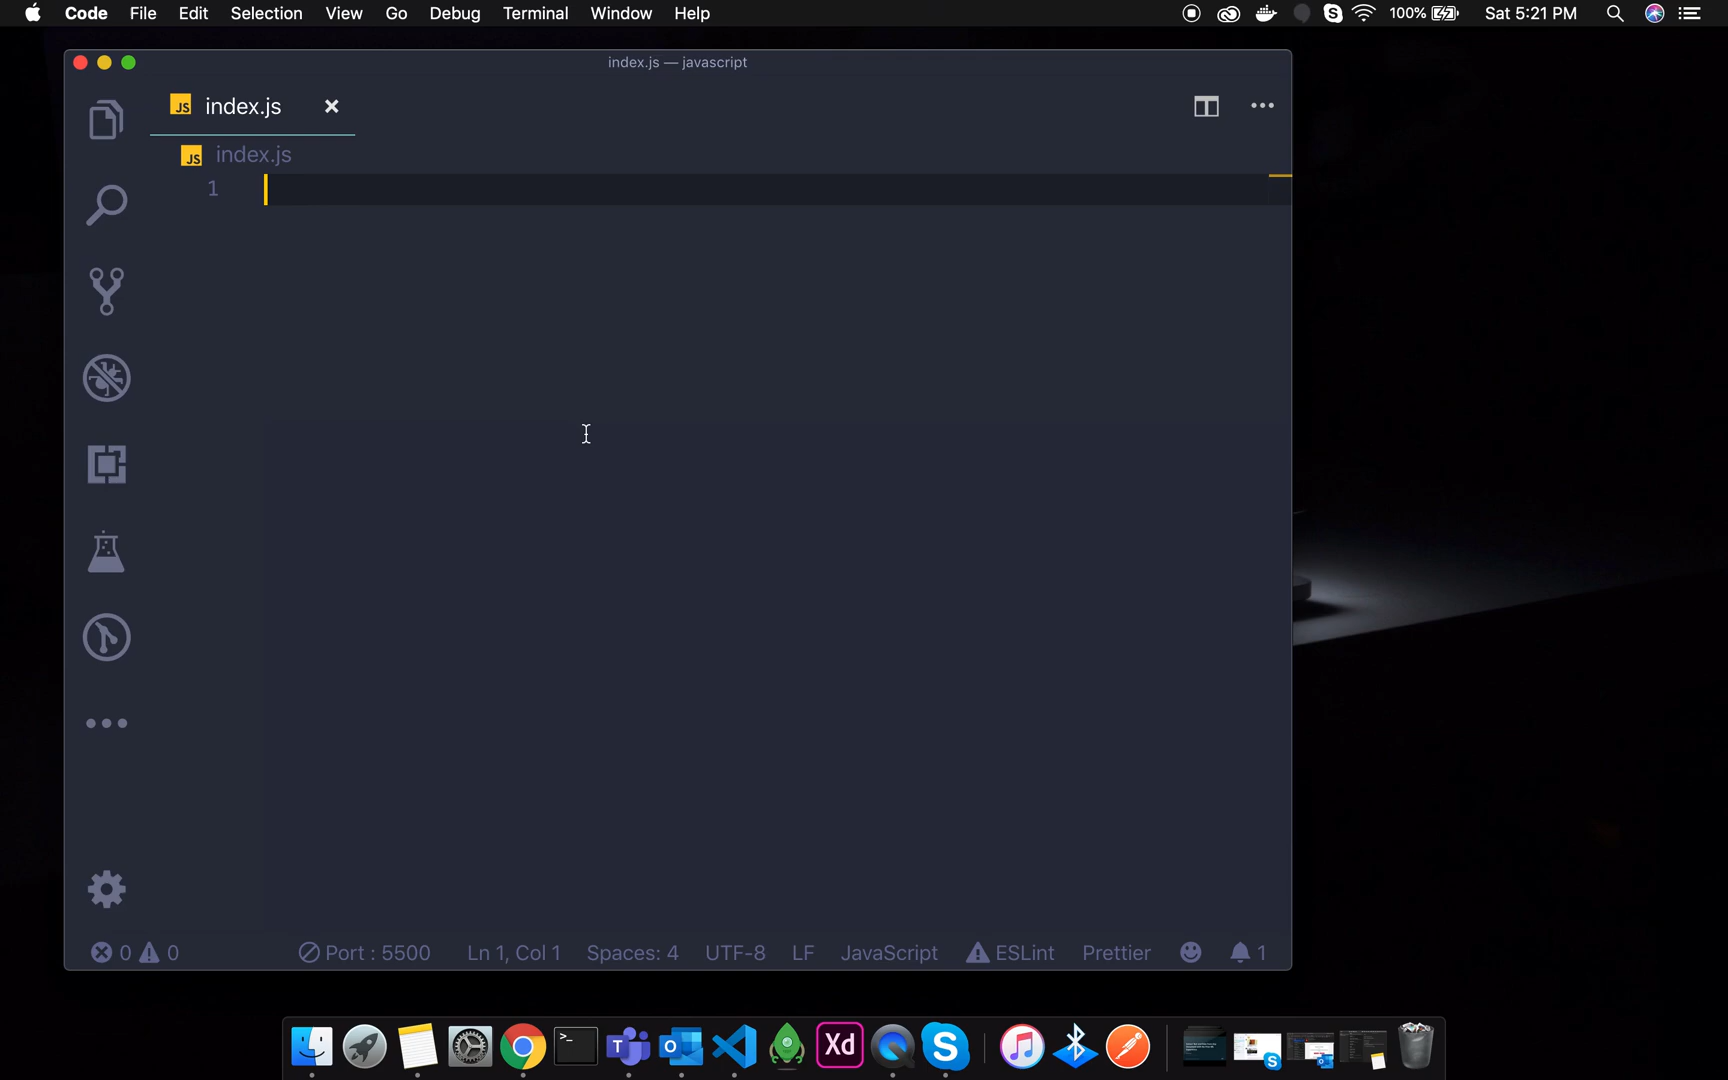 Code File Edit Selection View Go Debug Terminal Window Help 100% Sat 5:21 PM
index.js — javascript
JS index.js
JS index.js
1
0 0 Port : 5500 Ln 1, Col 1 Spaces: 4 UTF-8 LF JavaScript ESLint Prettier 1
>_ T O Xd S